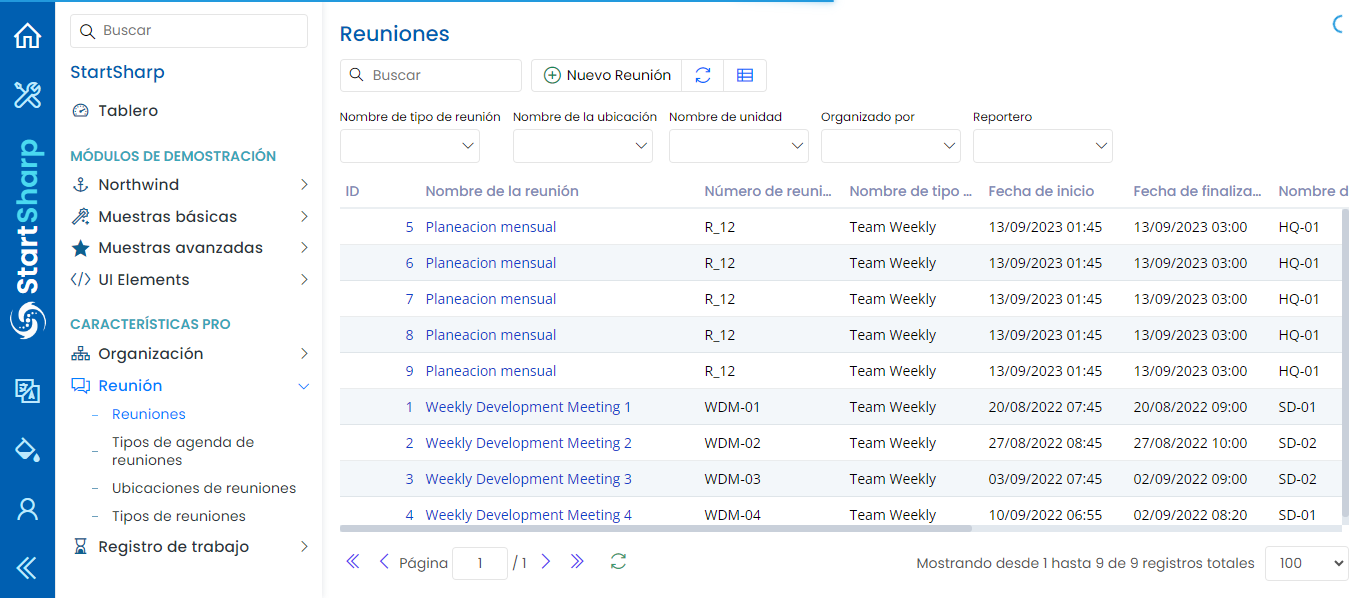 StartSharp
Buscar
StartSharp
Tablero
MÓDULOS DE DEMOSTRACIÓN
Northwind
Muestras básicas
Muestras avanzadas
UI Elements
CARACTERÍSTICAS PRO
Organización
Reunión
Reuniones
Tipos de agenda de
reuniones
Ubicaciones de reuniones
Tipos de reuniones
Registro de trabajo
Reuniones
Buscar Nuevo Reunión
Nombre de tipo de reunión Nombre de la ubicación Nombre de unidad Organizado por Reportero
ID Nombre de la reunión Número de reuni... Nombre de tipo ... Fecha de inicio Fecha de finaliza... Nombre d
5 Planeacion mensual R_12 Team Weekly 13/09/2023 01:45 13/09/2023 03:00 HQ-01
6 Planeacion mensual R_12 Team Weekly 13/09/2023 01:45 13/09/2023 03:00 HQ-01
7 Planeacion mensual R_12 Team Weekly 13/09/2023 01:45 13/09/2023 03:00 HQ-01
8 Planeacion mensual R_12 Team Weekly 13/09/2023 01:45 13/09/2023 03:00 HQ-01
9 Planeacion mensual R_12 Team Weekly 13/09/2023 01:45 13/09/2023 03:00 HQ-01
1 Weekly Development Meeting 1 WDM-01 Team Weekly 20/08/2022 07:45 20/08/2022 09:00 SD-01
2 Weekly Development Meeting 2 WDM-02 Team Weekly 27/08/2022 08:45 27/08/2022 10:00 SD-02
3 Weekly Development Meeting 3 WDM-03 Team Weekly 03/09/2022 07:45 02/09/2022 09:00 SD-02
4 Weekly Development Meeting 4 WDM-04 Team Weekly 10/09/2022 06:55 02/09/2022 08:20 SD-01
Página 1 / 1 Mostrando desde 1 hasta 9 de 9 registros totales 100